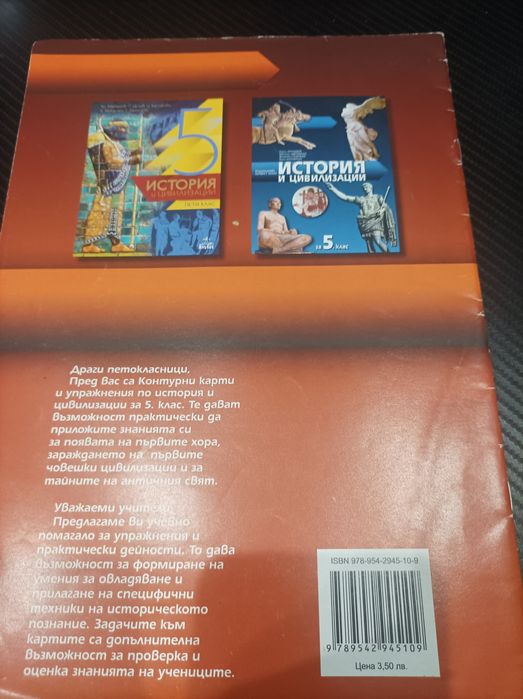 5
ИСТОРИЯ
И ЦИВИЛИЗАЦИИ
ПЕТИ КЛАС
ИСТОРИЯ
И ЦИВИЛИЗАЦИИ
за 5. клас
Драги петокласници,
Пред вас са Контурни карти
и упражнения по история и
цивилизации за 5. клас. Те дават
възможност практически да
приложите знанията си
за появата на първите хора,
зараждането на първите
човешки цивилизации и за
тайните на античния свят.
Уважаеми учители,
Предлагаме ви учебно
помагало за упражнения и
практически дейности. То дава
възможност за формиране на
умения за овладяване и
прилагане на специфични
техники на историческото
познание. Задачите към
картите са допълнителна
възможност за проверка и
оценка знанията на учениците.
ISBN 978-954-2945-10-9
9 789542 945109
Цена 3,50 лв.